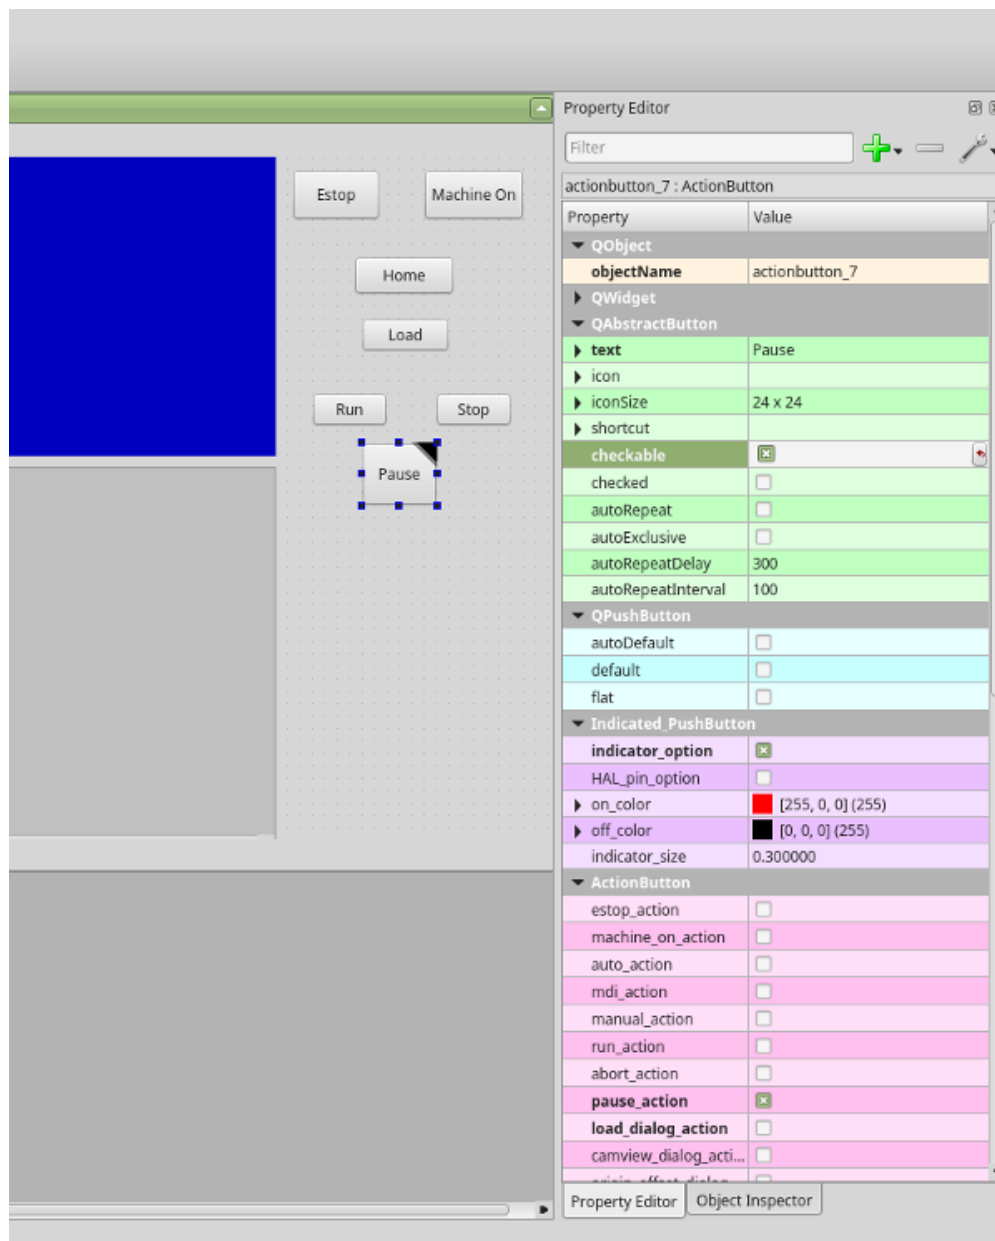 Property Editor
Filter
actionbutton_7 : ActionButton
Property Value
QObject
objectName actionbutton_7
QWidget
QAbstractButton
text Pause
icon
iconSize 24 x 24
shortcut
checkable
checked
autoRepeat
autoExclusive
autoRepeatDelay 300
autoRepeatInterval 100
QPushButton
autoDefault
default
flat
Indicated_PushButton
indicator_option
HAL_pin_option
on_color [255, 0, 0] (255)
off_color [0, 0, 0] (255)
indicator_size 0.300000
ActionButton
estop_action
machine_on_action
auto_action
mdi_action
manual_action
run_action
abort_action
pause_action
load_dialog_action
camview_dialog_acti...
Property Editor Object Inspector
Estop Machine On
Home
Load
Run Stop
Pause